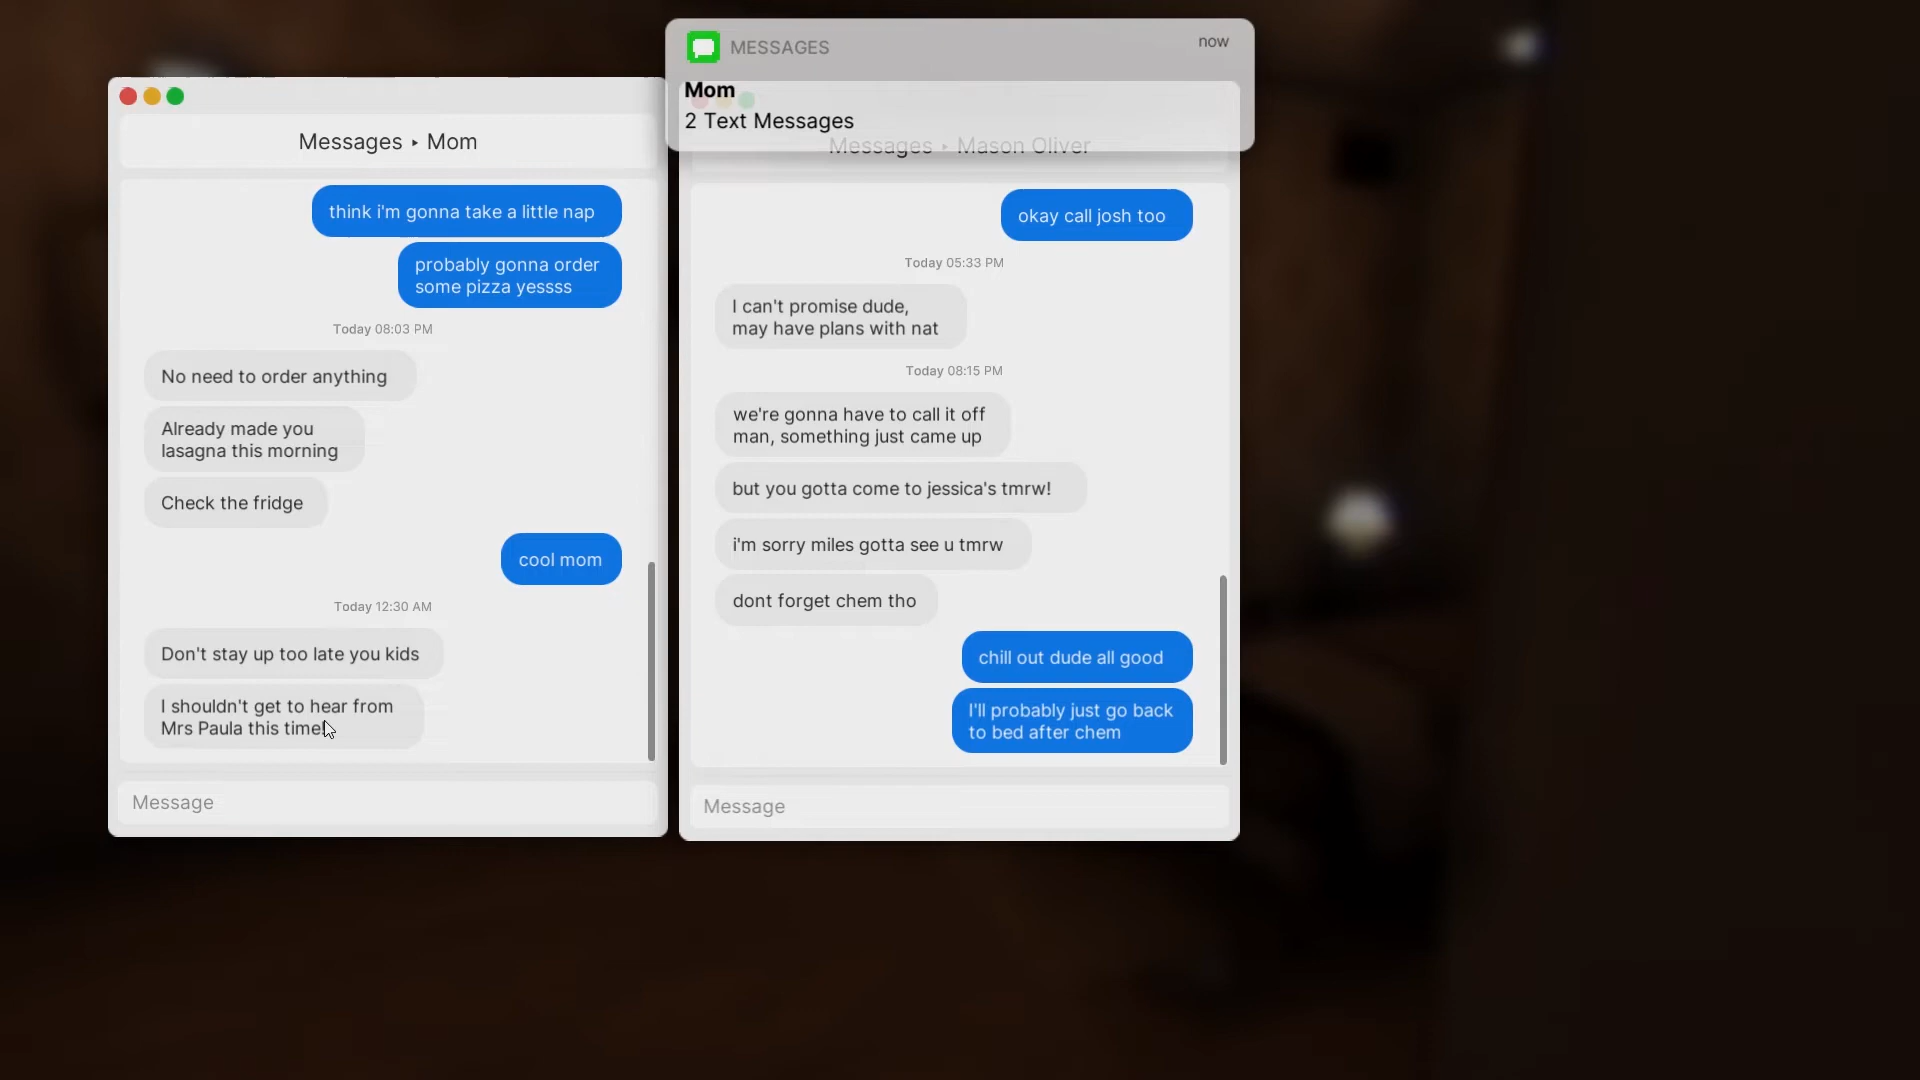 MESSAGES
now
Mom
2 Text Messages
Messages ‣ Mom
think i'm gonna take a little nap
probably gonna order
some pizza yessss
Today 08:03 PM
No need to order anything
Already made you
lasagna this morning
Check the fridge
cool mom
Today 12:30 AM
Don't stay up too late you kids
I shouldn't get to hear from
Mrs Paula this time!
Message
Messages ‣ Mason Oliver
okay call josh too
Today 05:33 PM
I can't promise dude,
may have plans with nat
Today 08:15 PM
we're gonna have to call it off
man, something just came up
but you gotta come to jessica's tmrw!
i'm sorry miles gotta see u tmrw
dont forget chem tho
chill out dude all good
I'll probably just go back
to bed after chem
Message